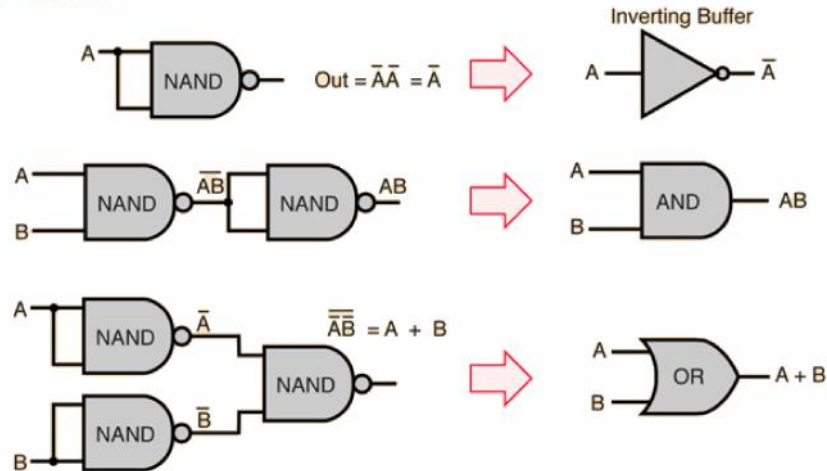 Inverting Buffer
A NAND Out = A̅A̅ = A̅ A A̅
A B NAND A̅B̅ NAND AB A B AND AB
A NAND A̅ A̿̅B̿̅ = A + B
B NAND B̅ NAND A B OR A + B